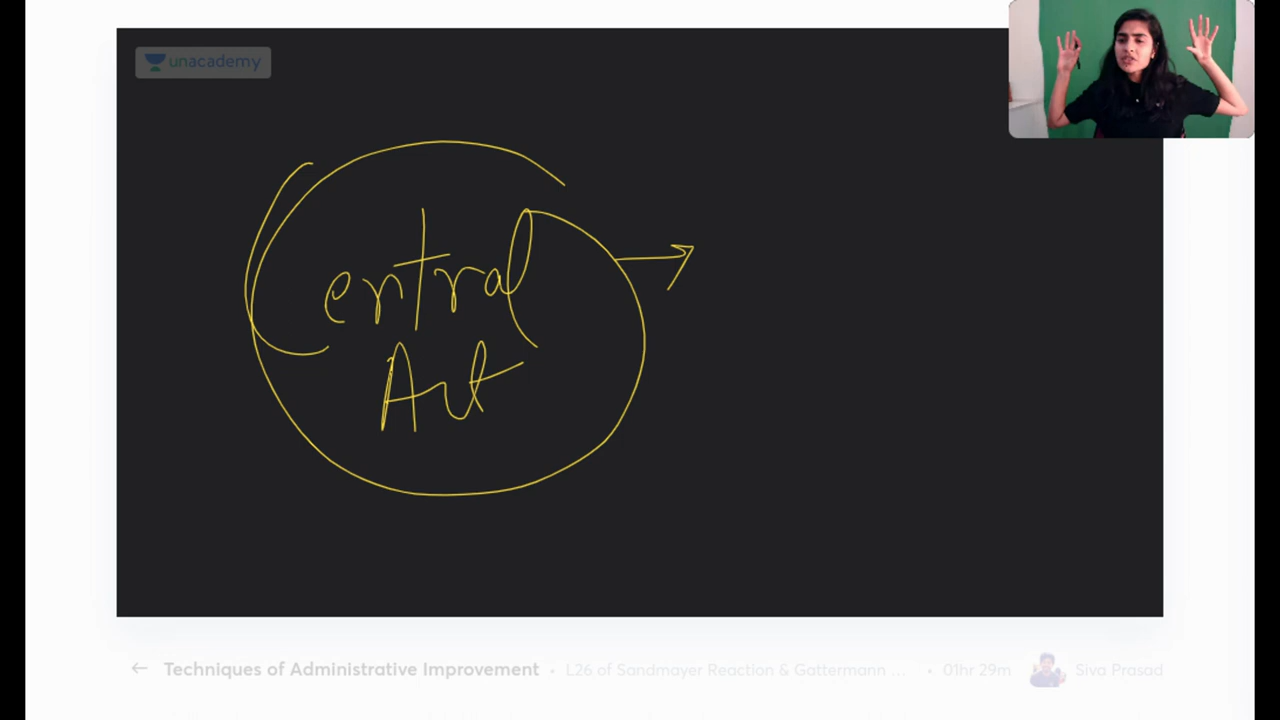 unacademy
Central
Act
← Techniques of Administrative Improvement • L26 of Sandmayer Reaction & Gattermann ... • 01hr 29m Siva Prasad